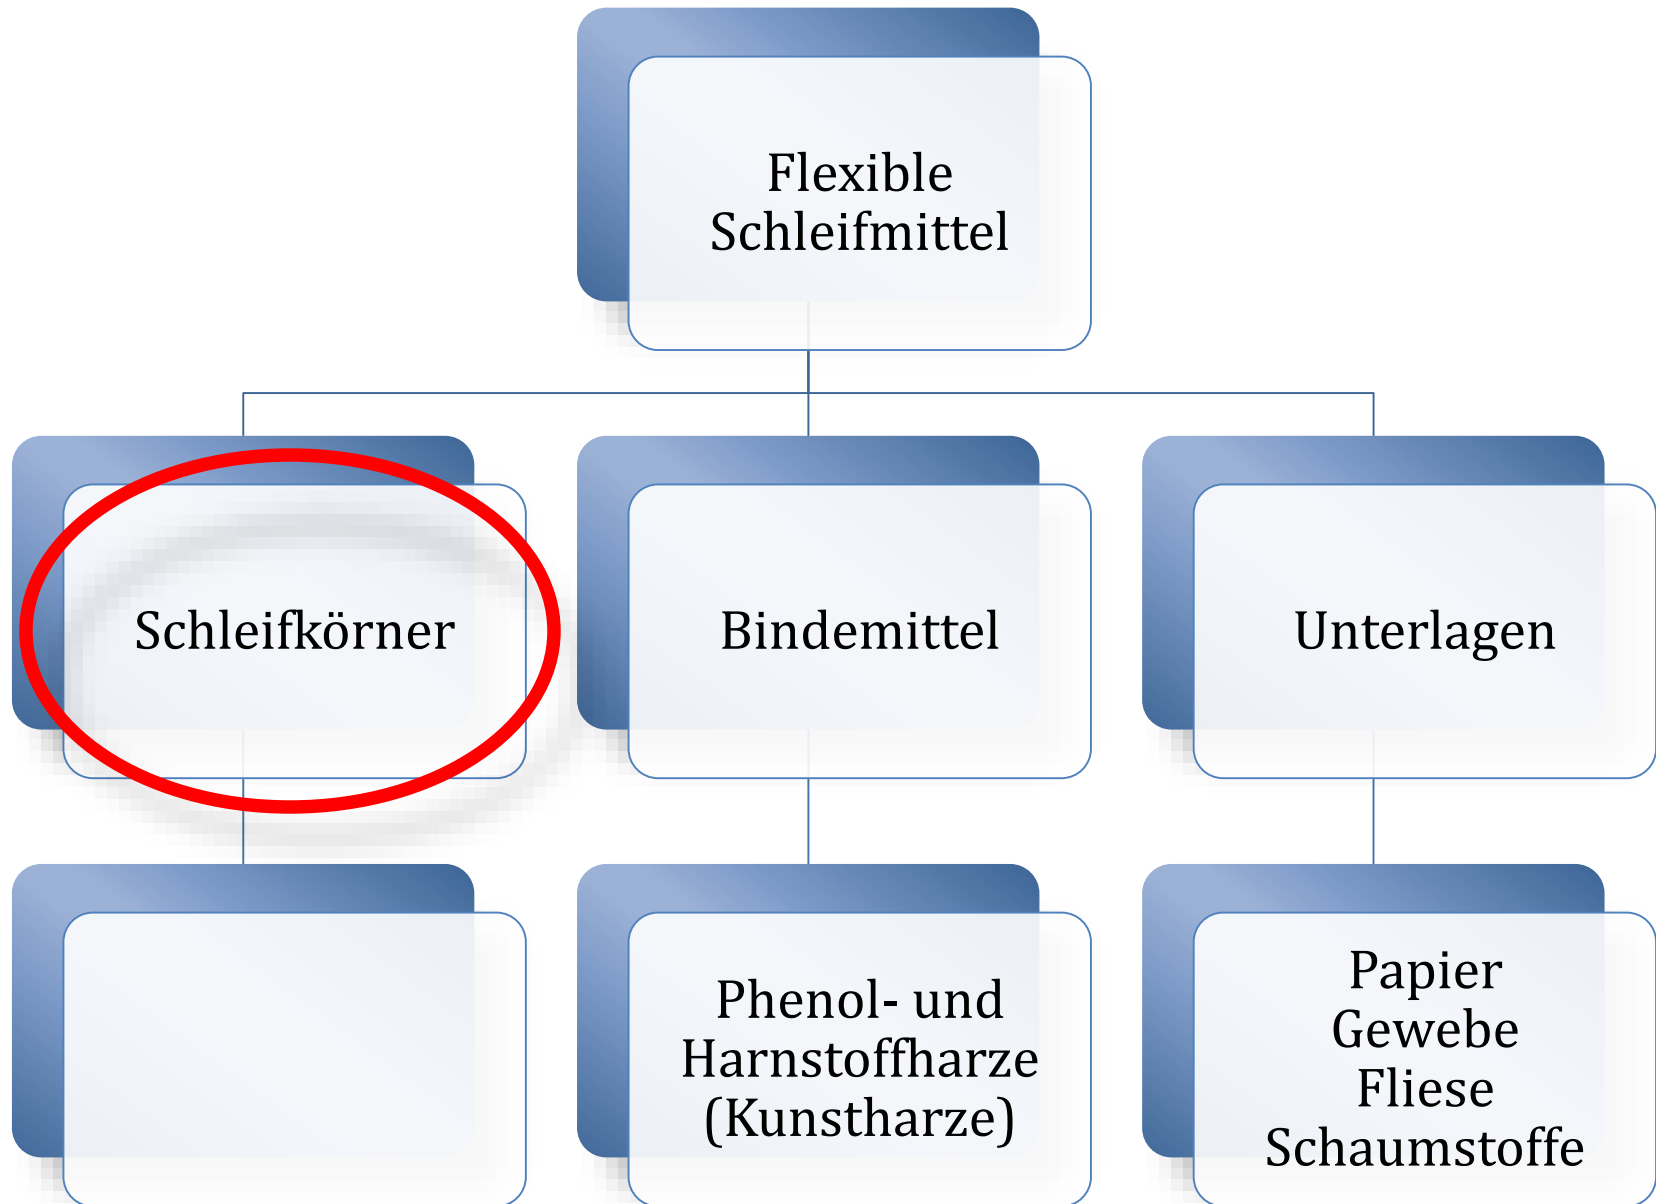 Flexible
Schleifmittel
Schleifkörner
Bindemittel
Unterlagen
Phenol- und
Harnstoffharze
(Kunstharze)
Papier
Gewebe
Fliese
Schaumstoffe